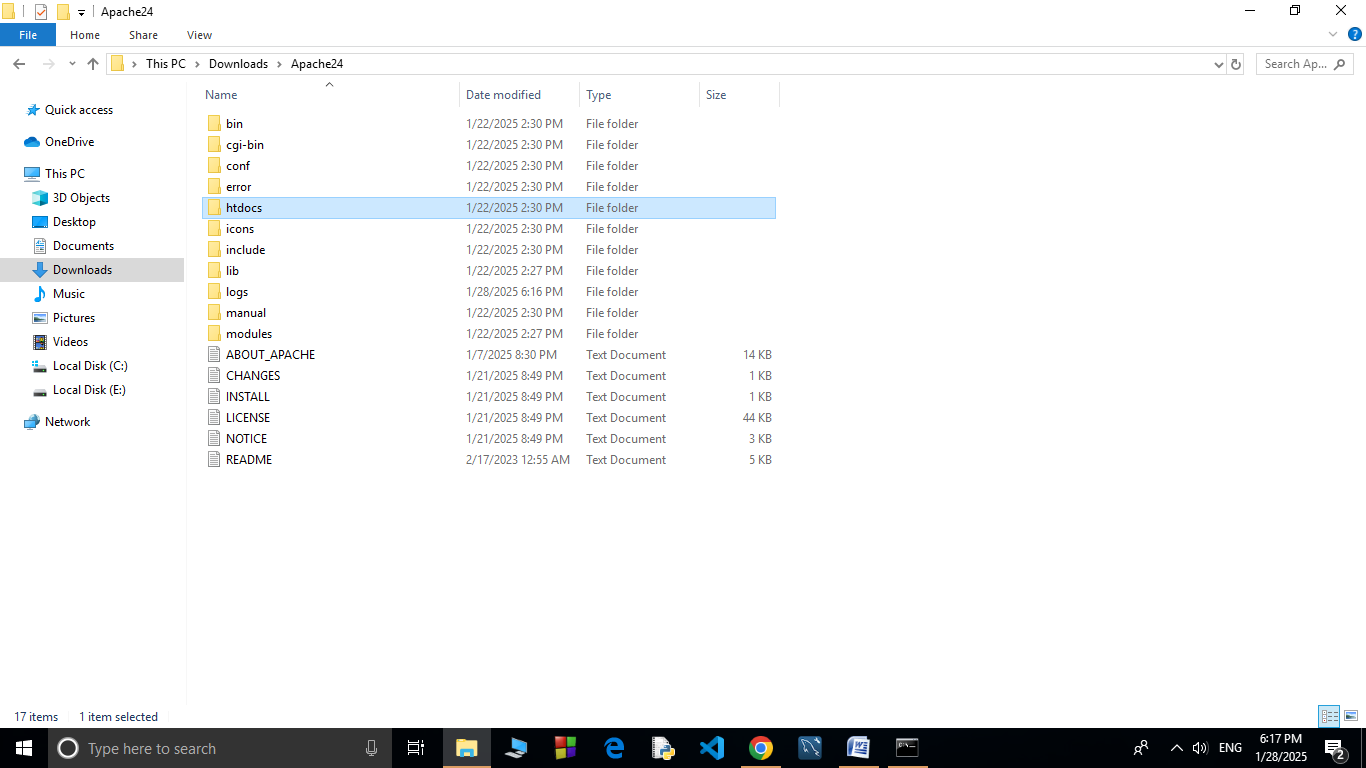 Apache24
File Home Share View
This PC Downloads Apache24 Search Ap...
Name Date modified Type Size
Quick access
OneDrive
This PC
3D Objects
Desktop
Documents
Downloads
Music
Pictures
Videos
Local Disk (C:)
Local Disk (E:)
Network
bin 1/22/2025 2:30 PM File folder
cgi-bin 1/22/2025 2:30 PM File folder
conf 1/22/2025 2:30 PM File folder
error 1/22/2025 2:30 PM File folder
htdocs 1/22/2025 2:30 PM File folder
icons 1/22/2025 2:30 PM File folder
include 1/22/2025 2:30 PM File folder
lib 1/22/2025 2:27 PM File folder
logs 1/28/2025 6:16 PM File folder
manual 1/22/2025 2:30 PM File folder
modules 1/22/2025 2:27 PM File folder
ABOUT_APACHE 1/7/2025 8:30 PM Text Document 14 KB
CHANGES 1/21/2025 8:49 PM Text Document 1 KB
INSTALL 1/21/2025 8:49 PM Text Document 1 KB
LICENSE 1/21/2025 8:49 PM Text Document 44 KB
NOTICE 1/21/2025 8:49 PM Text Document 3 KB
README 2/17/2023 12:55 AM Text Document 5 KB
17 items 1 item selected
Type here to search
ENG
6:17 PM
1/28/2025
2